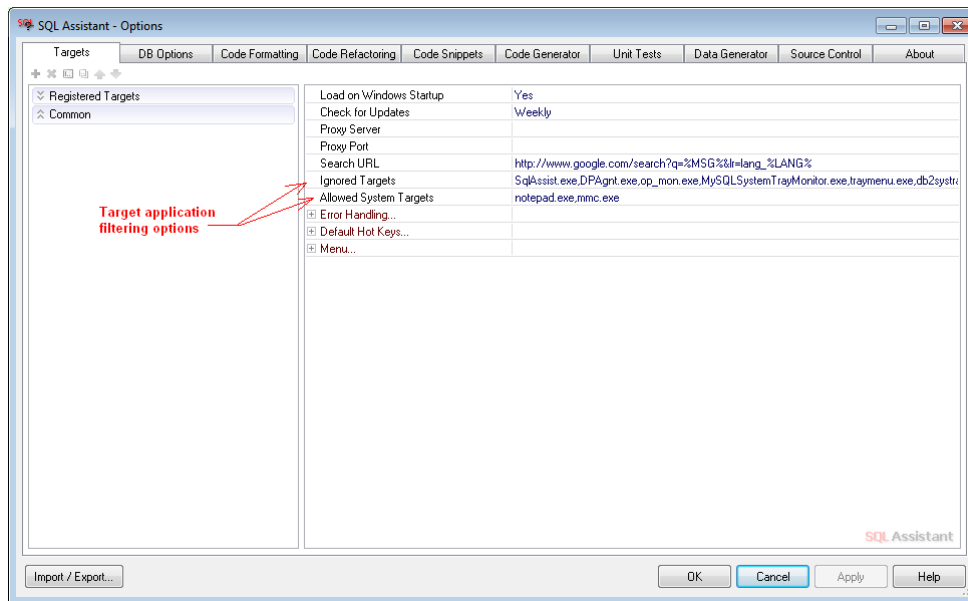 SQL Assistant - Options
Targets DB Options Code Formatting Code Refactoring Code Snippets Code Generator Unit Tests Data Generator Source Control About
Registered Targets
Common
Load on Windows Startup Yes
Check for Updates Weekly
Proxy Server
Proxy Port
Search URL http://www.google.com/search?q=%MSG%&lr=lang_%LANG%
Ignored Targets SqlAssist.exe,DPAgnt.exe,op_mon.exe,MySQLSystemTrayMonitor.exe,traymenu.exe,db2systra
Allowed System Targets notepad.exe,mmc.exe
Error Handling...
Default Hot Keys...
Menu...
Target application
filtering options
SQL Assistant
Import / Export... OK Cancel Apply Help